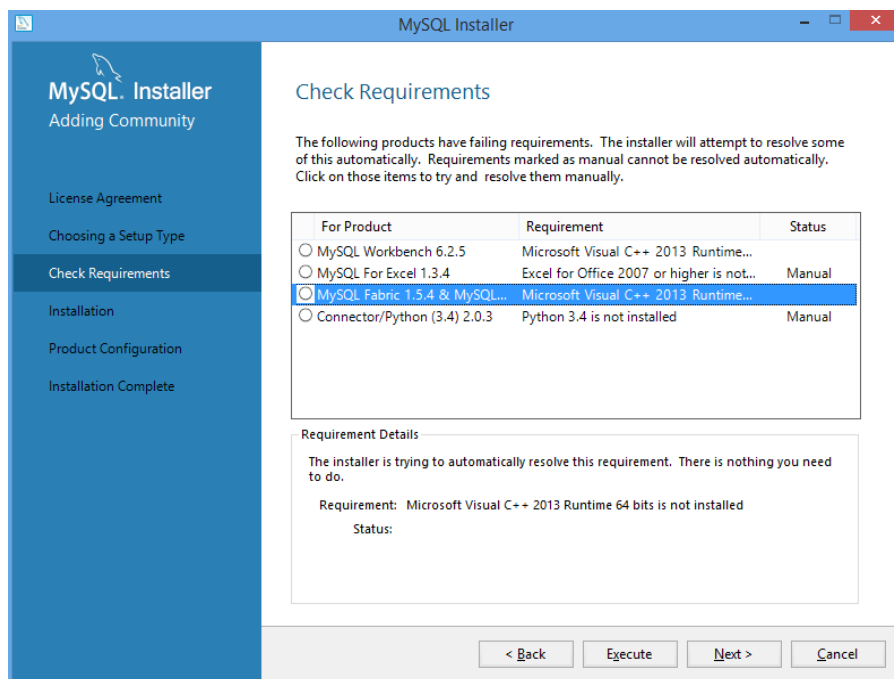 MySQL Installer
MySQL. Installer
Adding Community
License Agreement
Choosing a Setup Type
Check Requirements
Installation
Product Configuration
Installation Complete
Check Requirements
The following products have failing requirements. The installer will attempt to resolve some
of this automatically. Requirements marked as manual cannot be resolved automatically.
Click on those items to try and resolve them manually.
For Product Requirement Status
MySQL Workbench 6.2.5 Microsoft Visual C++ 2013 Runtime...
MySQL For Excel 1.3.4 Excel for Office 2007 or higher is not... Manual
MySQL Fabric 1.5.4 & MySQL... Microsoft Visual C++ 2013 Runtime...
Connector/Python (3.4) 2.0.3 Python 3.4 is not installed Manual
Requirement Details
The installer is trying to automatically resolve this requirement. There is nothing you need
to do.
Requirement: Microsoft Visual C++ 2013 Runtime 64 bits is not installed
Status:
< Back Execute Next > Cancel